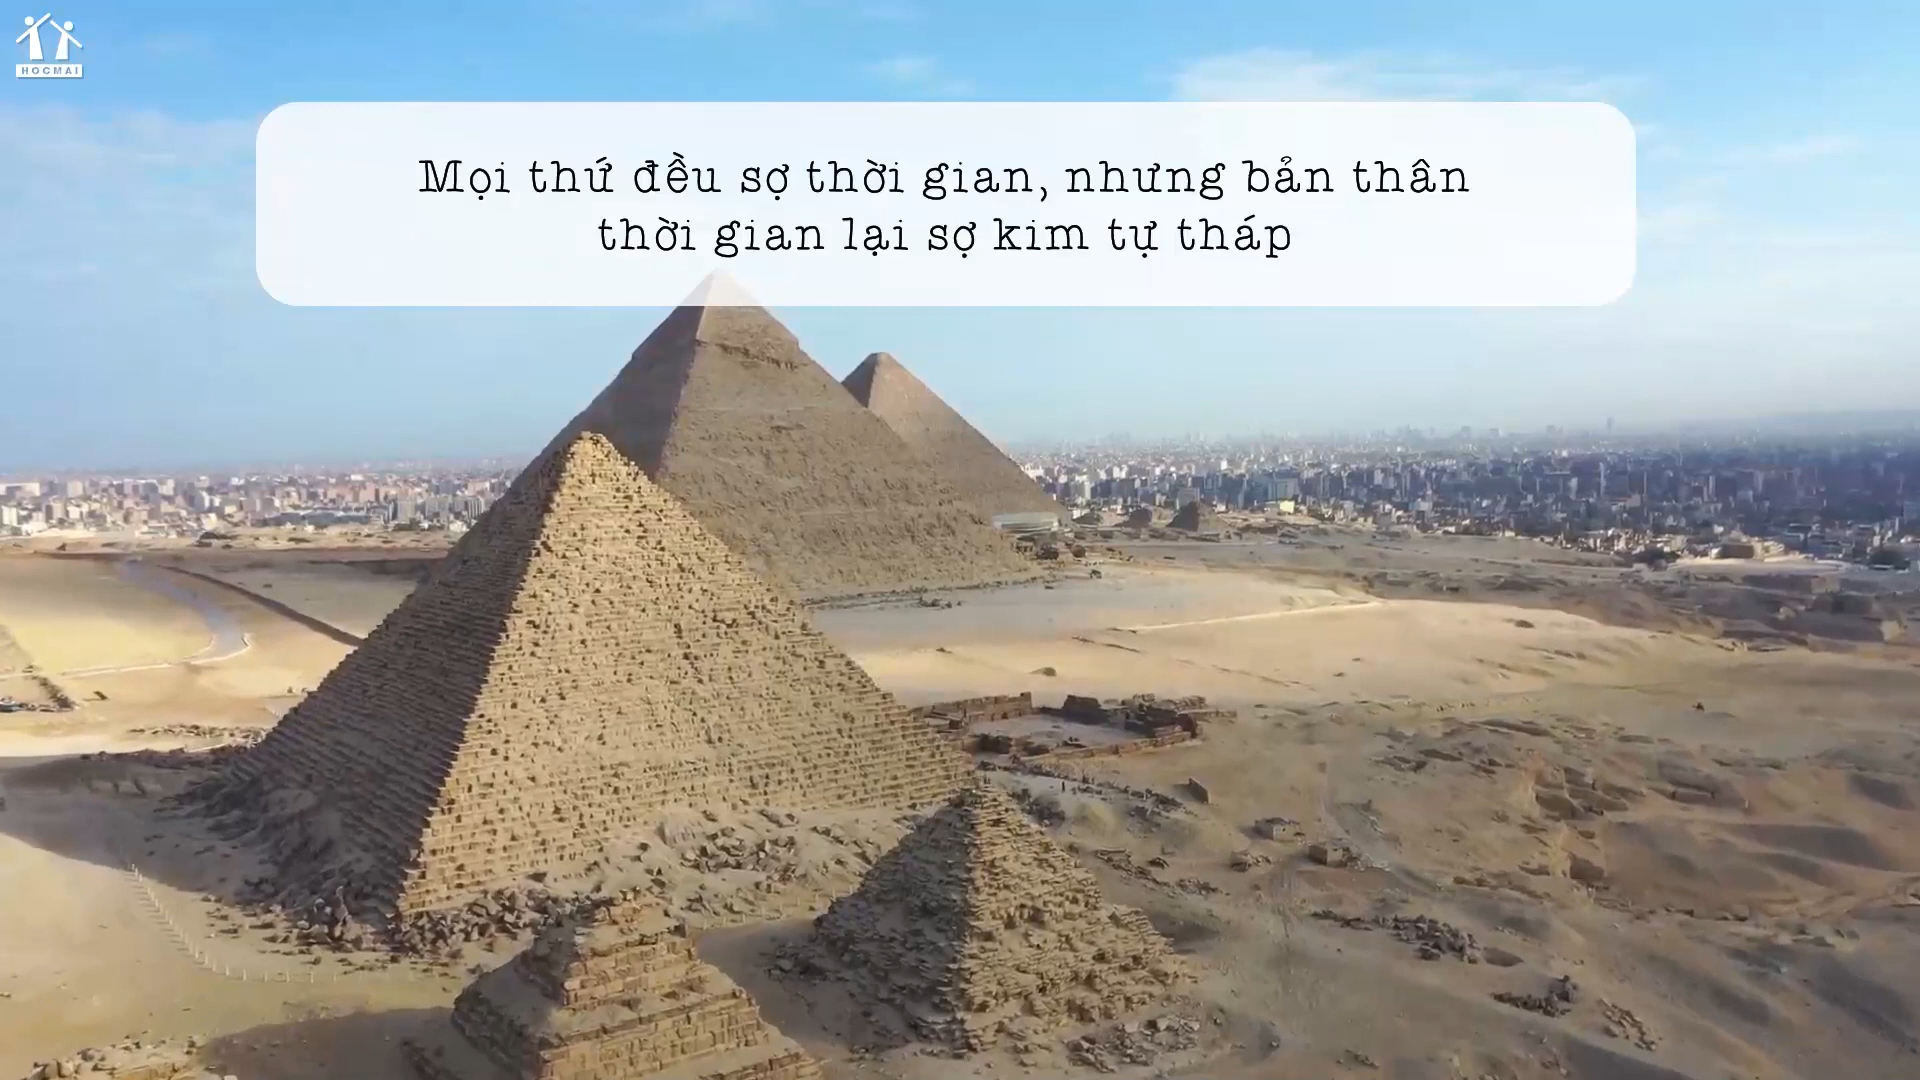 HOCMAI
Mọi thứ đều sợ thời gian, nhưng bản thân
thời gian lại sợ kim tự tháp